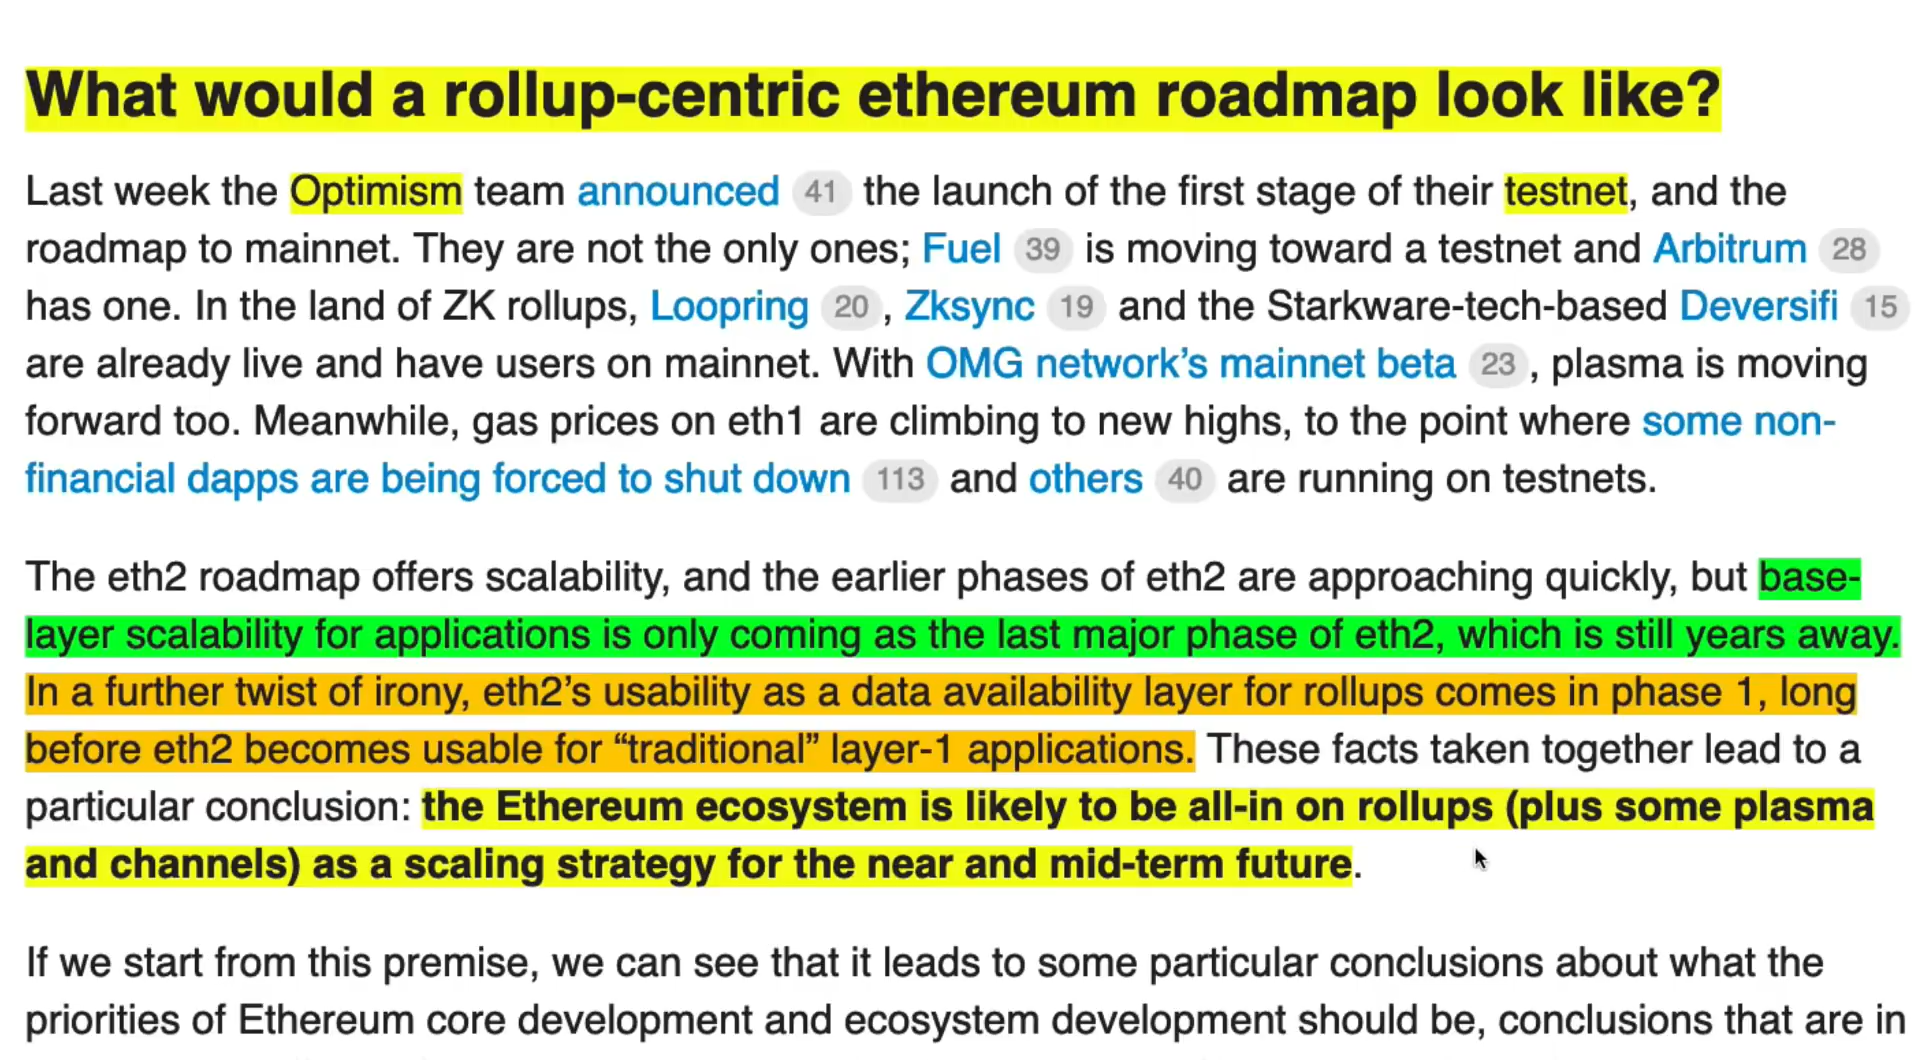 What would a rollup-centric ethereum roadmap look like?
Last week the Optimism team announced 41 the launch of the first stage of their testnet, and the
roadmap to mainnet. They are not the only ones; Fuel 39 is moving toward a testnet and Arbitrum 28
has one. In the land of ZK rollups, Loopring 20 , Zksync 19 and the Starkware-tech-based Deversifi 15
are already live and have users on mainnet. With OMG network’s mainnet beta 23 , plasma is moving
forward too. Meanwhile, gas prices on eth1 are climbing to new highs, to the point where some non-
financial dapps are being forced to shut down 113 and others 40 are running on testnets.
The eth2 roadmap offers scalability, and the earlier phases of eth2 are approaching quickly, but base-
layer scalability for applications is only coming as the last major phase of eth2, which is still years away.
In a further twist of irony, eth2’s usability as a data availability layer for rollups comes in phase 1, long
before eth2 becomes usable for “traditional” layer-1 applications. These facts taken together lead to a
particular conclusion: the Ethereum ecosystem is likely to be all-in on rollups (plus some plasma
and channels) as a scaling strategy for the near and mid-term future.
If we start from this premise, we can see that it leads to some particular conclusions about what the
priorities of Ethereum core development and ecosystem development should be, conclusions that are in